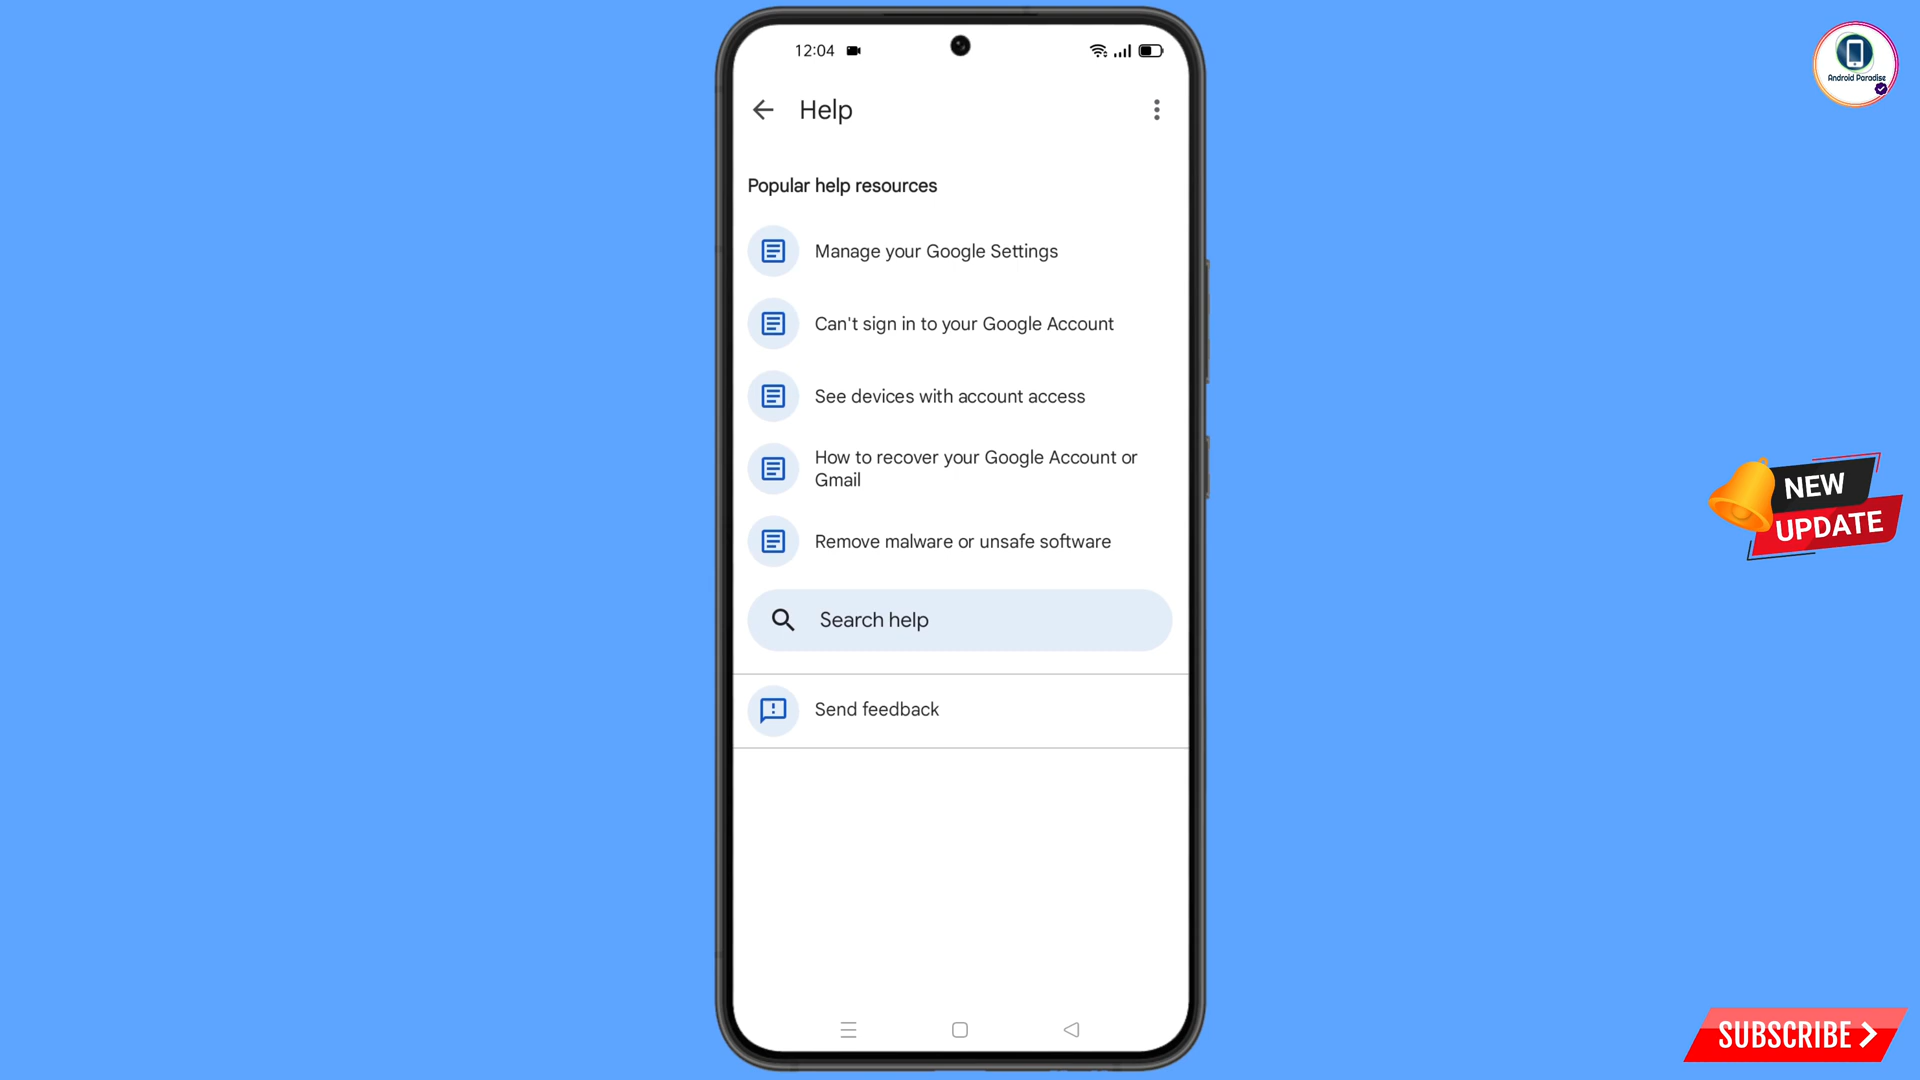 12:04
Help
Popular help resources
Manage your Google Settings
Can't sign in to your Google Account
See devices with account access
How to recover your Google Account or
Gmail
Remove malware or unsafe software
Search help
Send feedback
Android Paradise
NEW
UPDATE
SUBSCRIBE